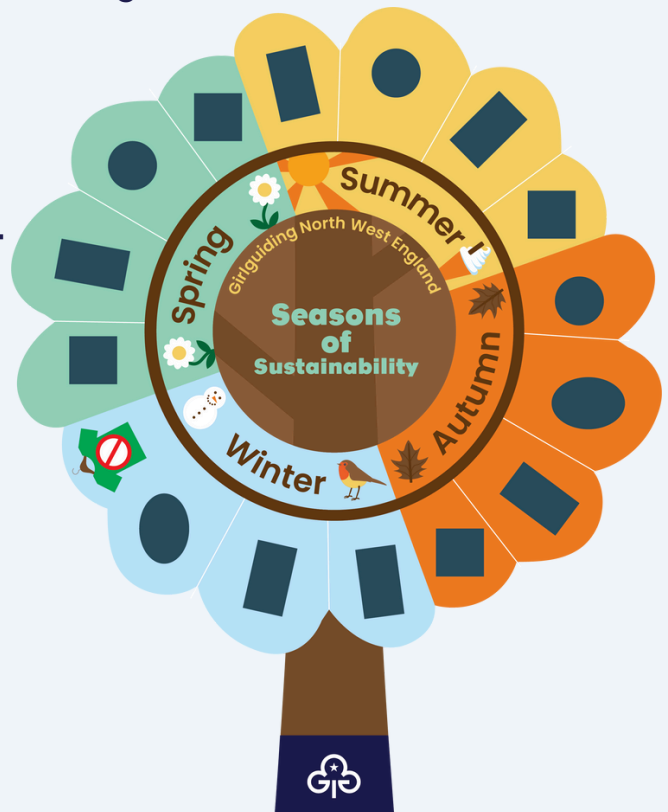 Girlguiding North West England
Seasons
of
Sustainability
Spring
Summer
Autumn
Winter